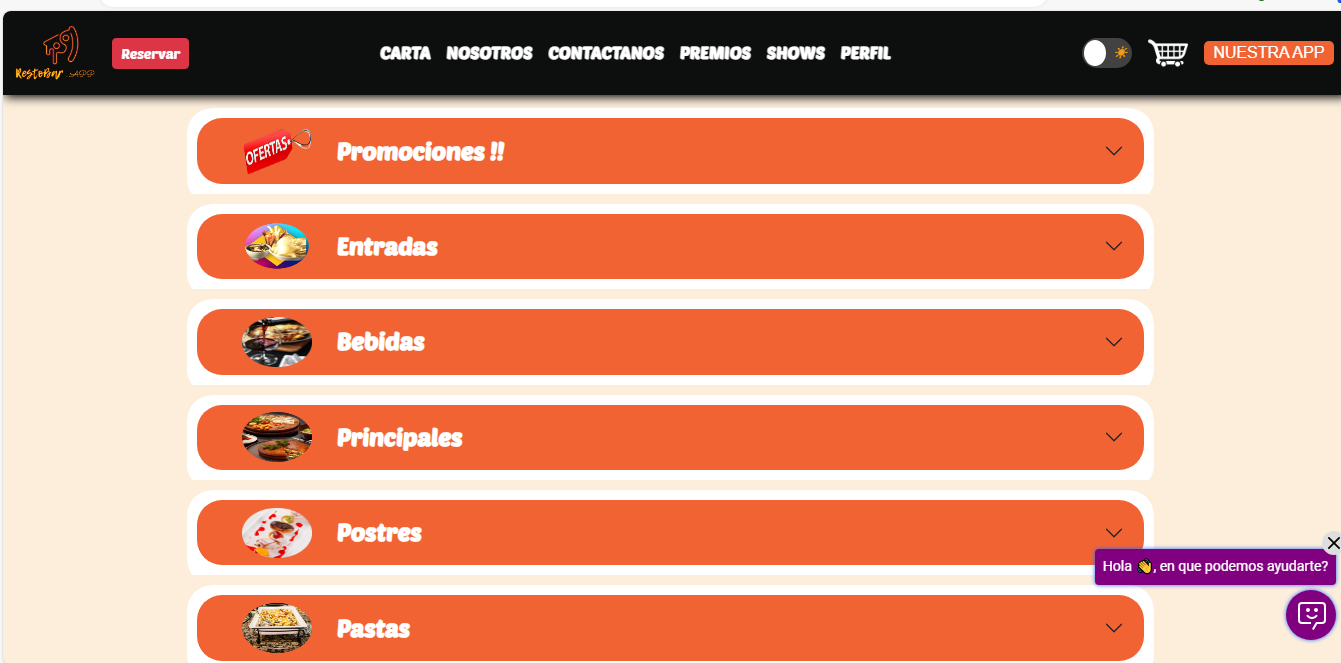 RestoBar .APP
Reservar
CARTA NOSOTROS CONTACTANOS PREMIOS SHOWS PERFIL
NUESTRA APP
OFERTAS
Promociones !!
Entradas
Bebidas
Principales
Postres
Hola 👋, en que podemos ayudarte?
Pastas